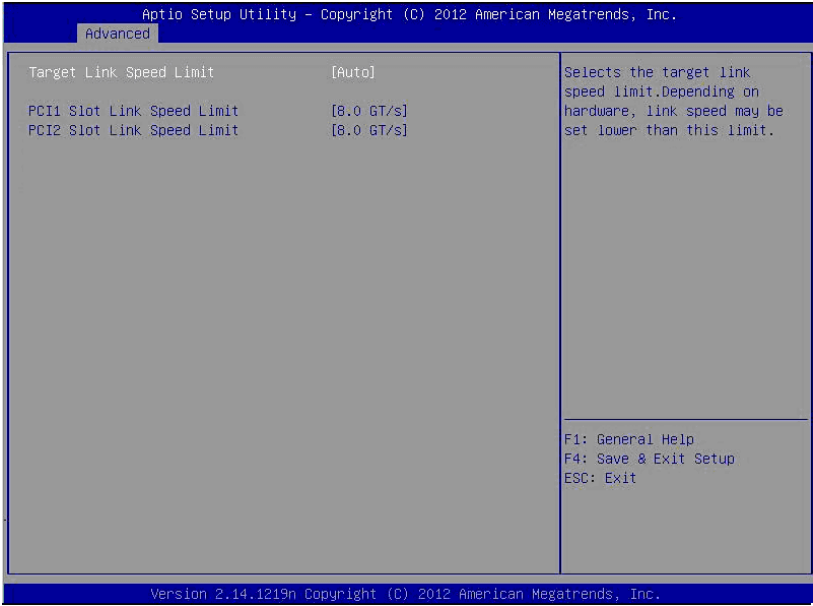 Aptio Setup Utility – Copyright (C) 2012 American Megatrends, Inc.
Advanced
Target Link Speed Limit [Auto]
PCI1 Slot Link Speed Limit [8.0 GT/s]
PCI2 Slot Link Speed Limit [8.0 GT/s]
Selects the target link
speed limit.Depending on
hardware, link speed may be
set lower than this limit.
F1: General Help
F4: Save & Exit Setup
ESC: Exit
Version 2.14.1219n Copyright (C) 2012 American Megatrends, Inc.